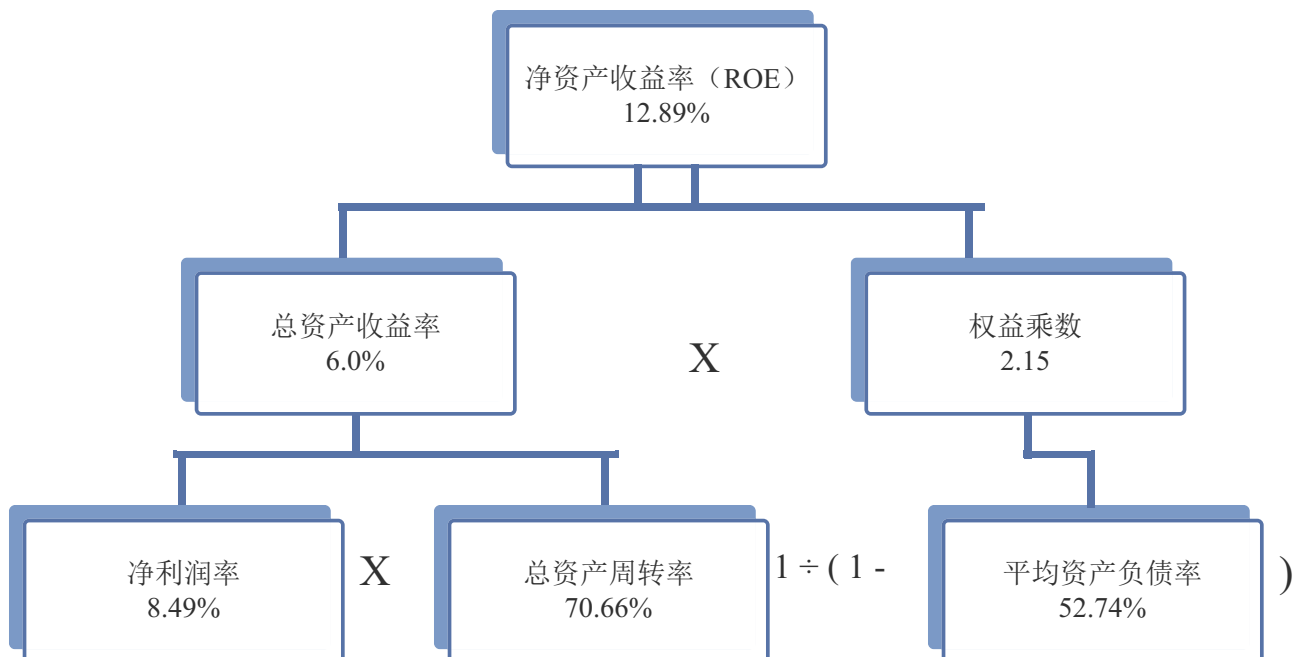 净资产收益率（ROE）
12.89%
总资产收益率
6.0%
X
权益乘数
2.15
净利润率
8.49%
X
总资产周转率
70.66%
1 ÷ ( 1 -
平均资产负债率
52.74%
)